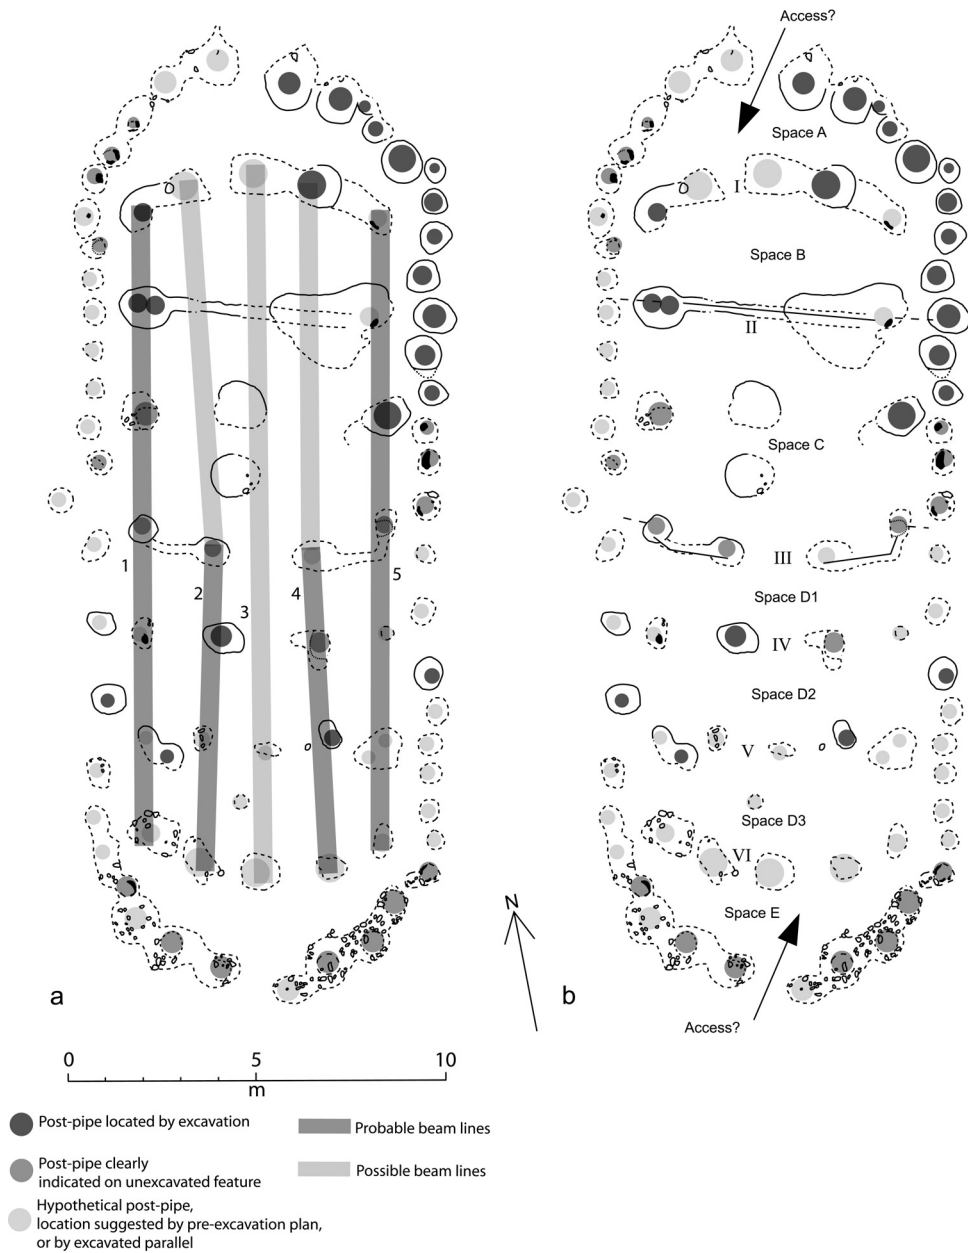 Access?
Space A
I
Space B
II
Space C
III
1
2
3
4
5
Space D1
IV
Space D2
V
Space D3
VI
Space E
N
a
b
Access?
0
5
10
m
Post-pipe located by excavation
Probable beam lines
Post-pipe clearly
indicated on unexcavated feature
Possible beam lines
Hypothetical post-pipe,
location suggested by pre-excavation plan,
or by excavated parallel